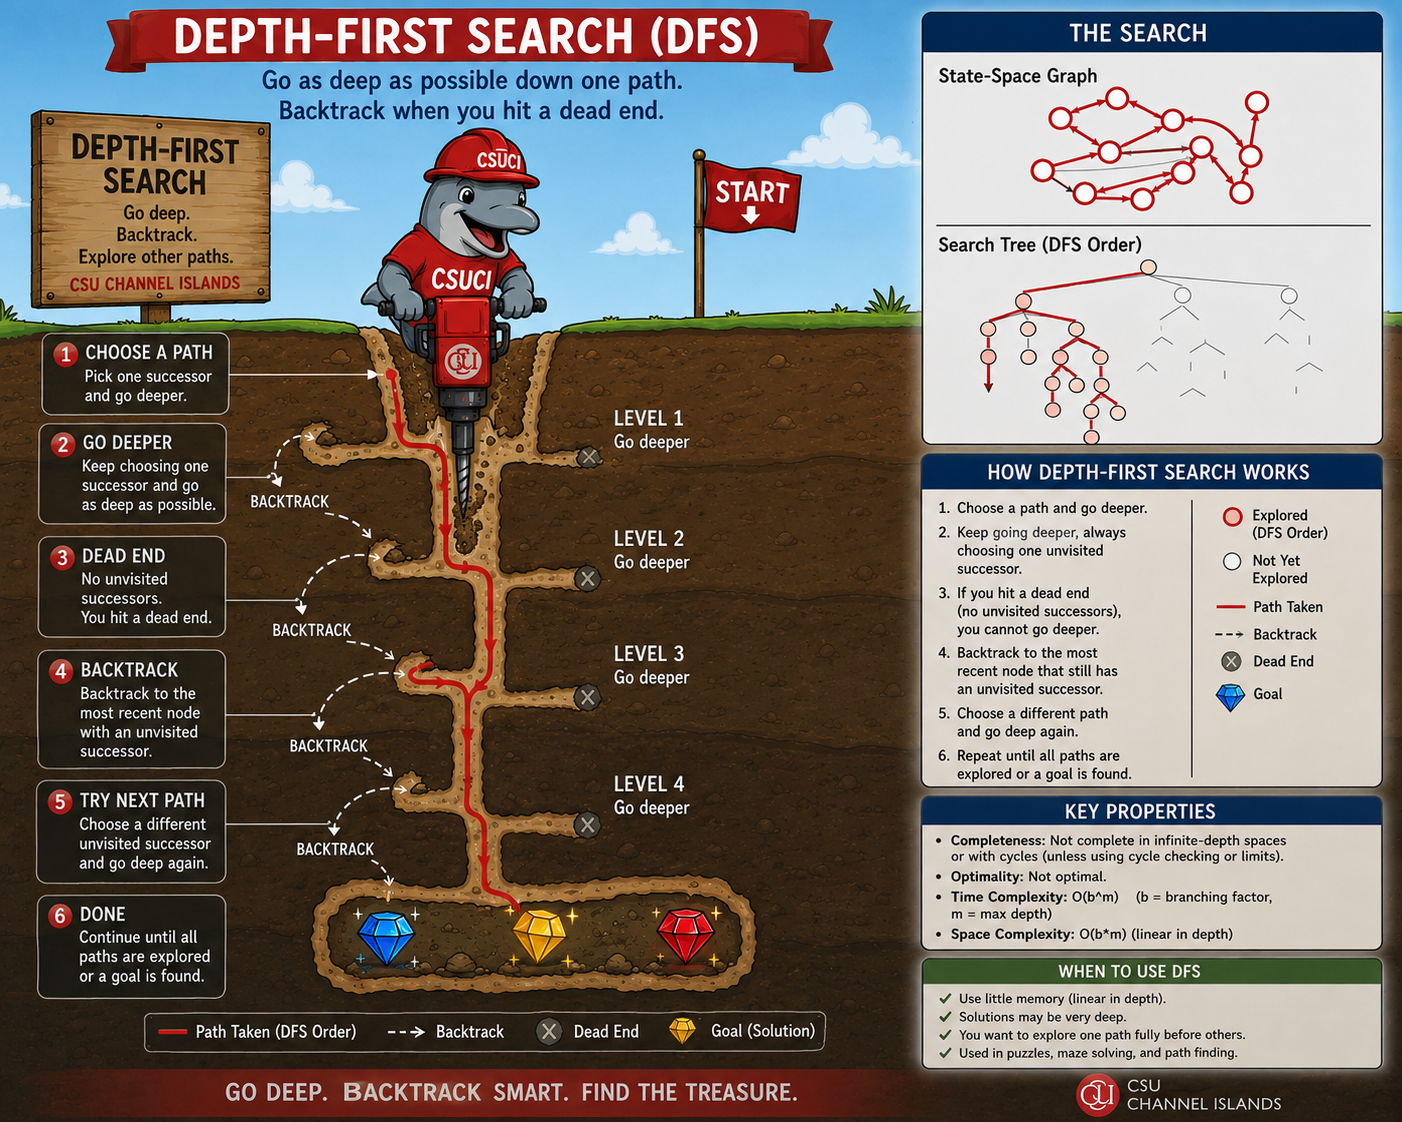 DEPTH-FIRST SEARCH (DFS)
Go as deep as possible down one path.
Backtrack when you hit a dead end.
DEPTH-FIRST
SEARCH
Go deep.
Backtrack.
Explore other paths.
CSU CHANNEL ISLANDS
CSUCI
CSUCI
START
1 CHOOSE A PATH
Pick one successor
and go deeper.
2 GO DEEPER
Keep choosing one
successor and go
as deep as possible.
3 DEAD END
No unvisited
successors.
You hit a dead end.
4 BACKTRACK
Backtrack to the
most recent node
with an unvisited
successor.
5 TRY NEXT PATH
Choose a different
unvisited successor
and go deep again.
6 DONE
Continue until all
paths are explored
or a goal is found.
BACKTRACK
BACKTRACK
BACKTRACK
BACKTRACK
LEVEL 1
Go deeper
LEVEL 2
Go deeper
LEVEL 3
Go deeper
LEVEL 4
Go deeper
Path Taken (DFS Order)
Backtrack
Dead End
Goal (Solution)
GO DEEP. BACKTRACK SMART. FIND THE TREASURE.
THE SEARCH
State-Space Graph
Search Tree (DFS Order)
HOW DEPTH-FIRST SEARCH WORKS
1. Choose a path and go deeper.
2. Keep going deeper, always
choosing one unvisited
successor.
3. If you hit a dead end
(no unvisited successors),
you cannot go deeper.
4. Backtrack to the most
recent node that still has
an unvisited successor.
5. Choose a different path
and go deep again.
6. Repeat until all paths are
explored or a goal is found.
Explored
(DFS Order)
Not Yet
Explored
Path Taken
Backtrack
Dead End
Goal
KEY PROPERTIES
• Completeness: Not complete in infinite-depth spaces
or with cycles (unless using cycle checking or limits).
• Optimality: Not optimal.
• Time Complexity: O(b^m) (b = branching factor,
m = max depth)
• Space Complexity: O(b*m) (linear in depth)
WHEN TO USE DFS
✓ Use little memory (linear in depth).
✓ Solutions may be very deep.
✓ You want to explore one path fully before others.
✓ Used in puzzles, maze solving, and path finding.
CSU
CHANNEL ISLANDS